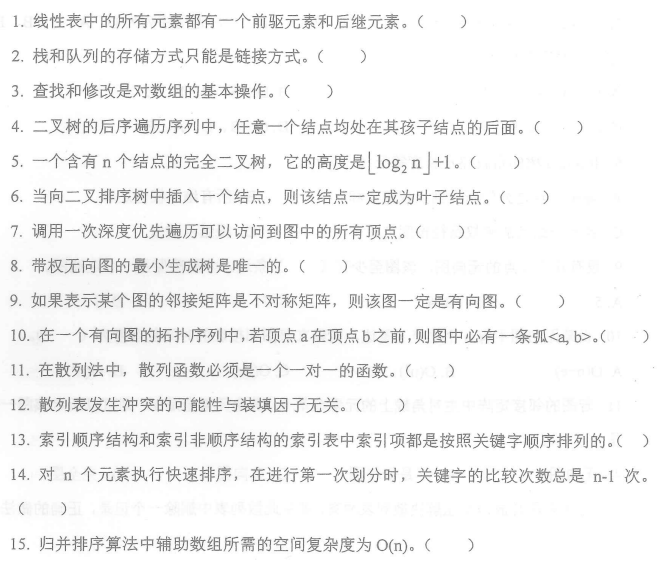 1. 线性表中的所有元素都有一个前驱元素和后继元素。( )
2. 栈和队列的存储方式只能是链接方式。( )
3. 查找和修改是对数组的基本操作。( )
4. 二叉树的后序遍历序列中，任意一个结点均处在其孩子结点的后面。( )
5. 一个含有 n 个结点的完全二叉树，它的高度是⌊log₂ n⌋+1。( )
6. 当向二叉排序树中插入一个结点，则该结点一定成为叶子结点。( )
7. 调用一次深度优先遍历可以访问到图中的所有顶点。( )
8. 带权无向图的最小生成树是唯一的。( )
9. 如果表示某个图的邻接矩阵是不对称矩阵，则该图一定是有向图。( )
10. 在一个有向图的拓扑序列中,若顶点a在顶点b之前,则图中必有一条弧<a, b>。( )
11. 在散列法中，散列函数必须是一个一对一的函数。( )
12. 散列表发生冲突的可能性与装填因子无关。( )
13. 索引顺序结构和索引非顺序结构的索引表中索引项都是按照关键字顺序排列的。( )
14. 对 n 个元素执行快速排序，在进行第一次划分时，关键字的比较次数总是 n-1 次。
( )
15. 归并排序算法中辅助数组所需的空间复杂度为 O(n)。( )